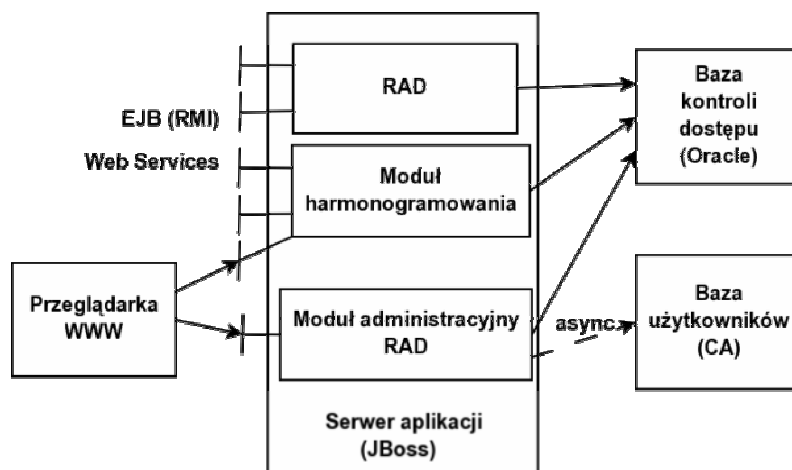 RAD
EJB (RMI)
Web Services
Moduł
harmonogramowania
Baza
kontroli
dostępu
(Oracle)
Przeglądarka
WWW
Moduł administracyjny
RAD
async.
Baza
użytkowników
(CA)
Serwer aplikacji
(JBoss)